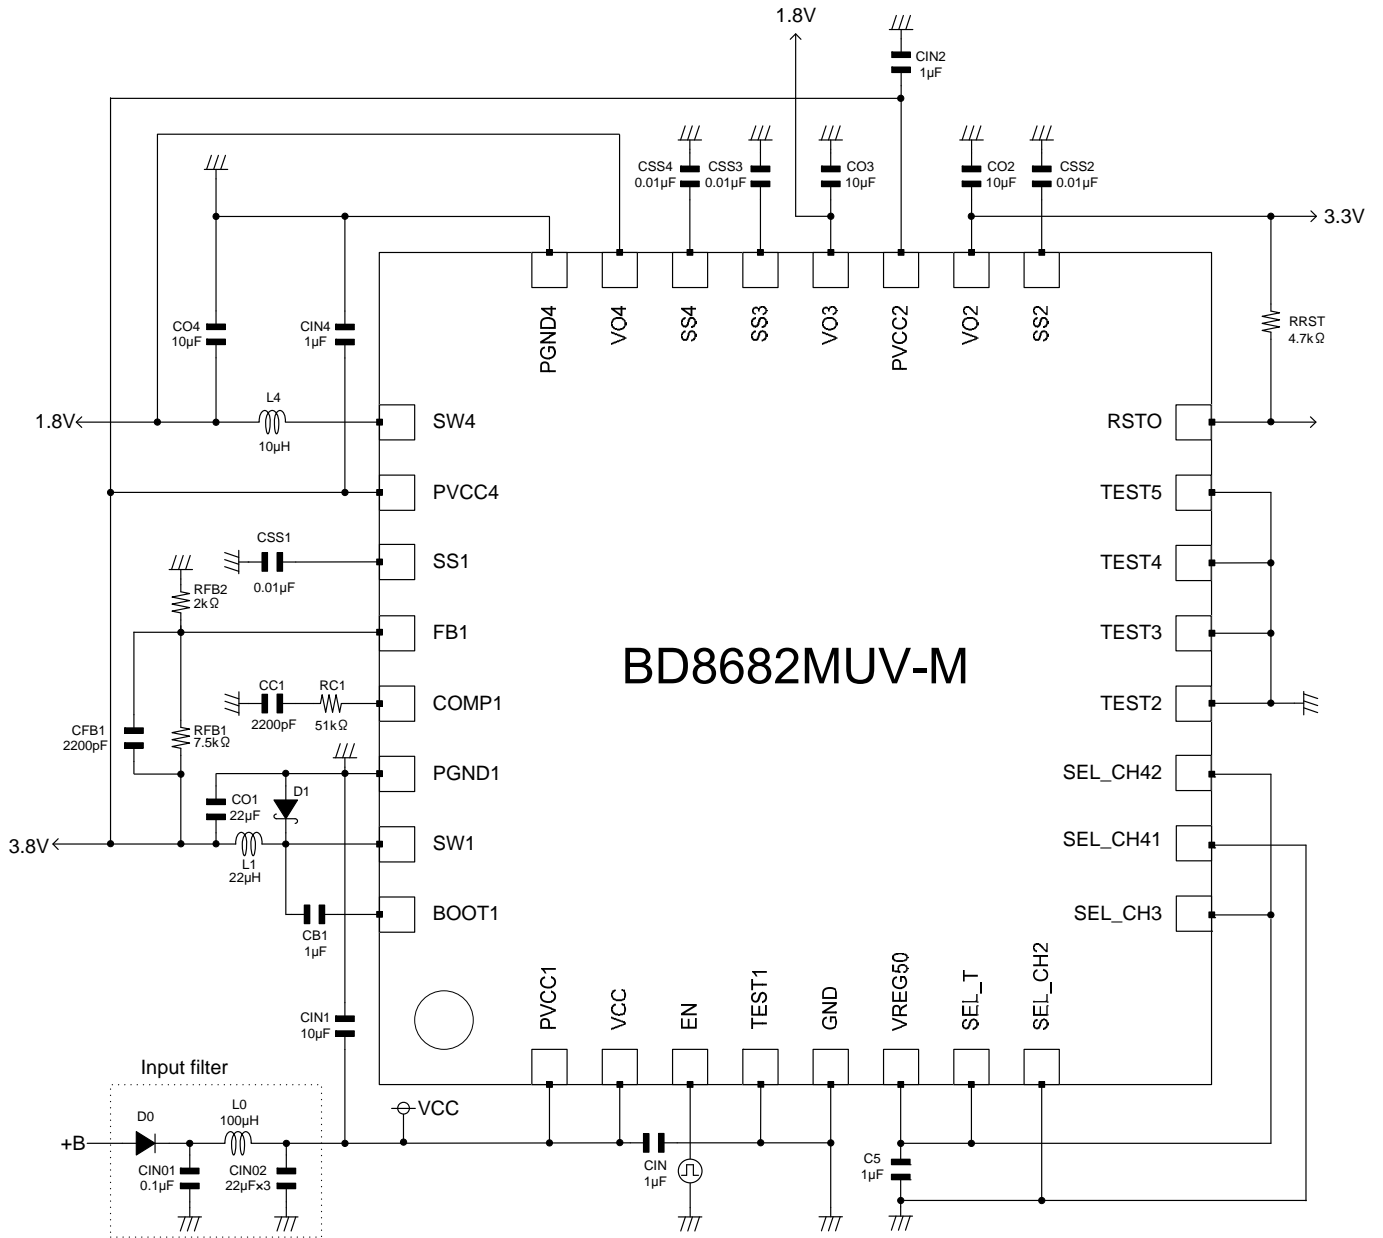 1.8V
CIN2
1μF
CSS4
0.01μF
CSS3
0.01μF
CO3
10μF
CO2
10μF
CSS2
0.01μF
3.3V
PGND4
VO4
SS4
SS3
VO3
PVCC2
VO2
SS2
CO4
10μF
CIN4
1μF
RRST
4.7kΩ
L4
1.8V
10μH
SW4
RSTO
PVCC4
TEST5
CSS1
0.01μF
SS1
TEST4
RFB2
2kΩ
FB1
TEST3
BD8682MUV-M
CC1
2200pF
RC1
51kΩ
COMP1
TEST2
CFB1
2200pF
RFB1
7.5kΩ
PGND1
SEL_CH42
CO1
22μF
D1
3.8V
L1
22μH
SW1
SEL_CH41
CB1
1μF
BOOT1
SEL_CH3
PVCC1
VCC
EN
TEST1
GND
VREG50
SEL_T
SEL_CH2
CIN1
10μF
Input filter
VCC
D0
L0
100μH
+B
CIN01
0.1μF
CIN02
22μF×3
CIN
1μF
C5
1μF